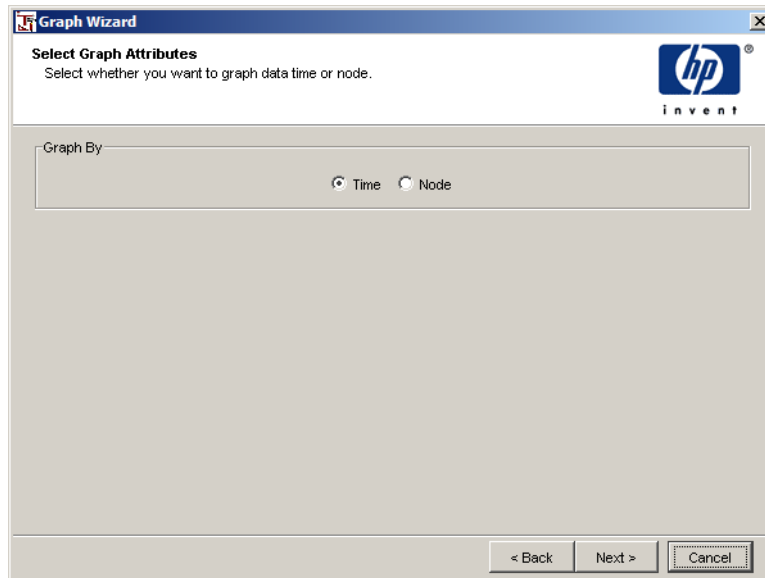 Graph Wizard
Select Graph Attributes
Select whether you want to graph data time or node.
hp
®
invent
Graph By
Time Node
< Back Next > Cancel